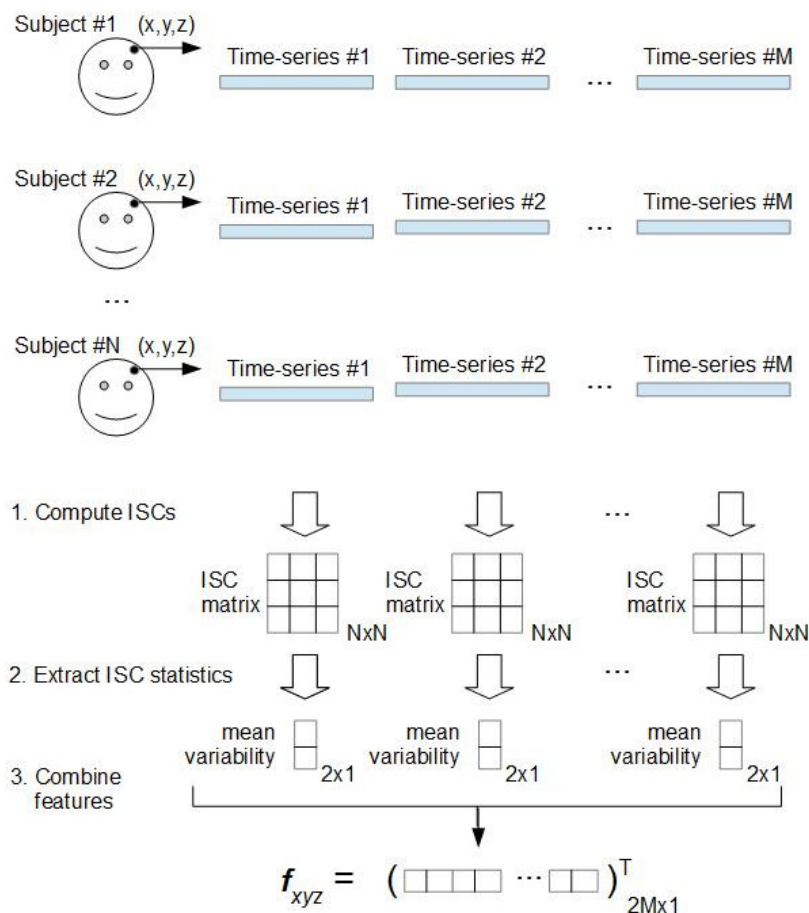 Subject #1 (x,y,z)
Time-series #1 Time-series #2 ... Time-series #M
Subject #2 (x,y,z)
Time-series #1 Time-series #2 ... Time-series #M
...
Subject #N (x,y,z)
Time-series #1 Time-series #2 ... Time-series #M
1. Compute ISCs ...
ISC matrix NxN ISC matrix NxN ISC matrix NxN
2. Extract ISC statistics ...
mean variability 2x1 mean variability 2x1 mean variability 2x1
3. Combine features
f xyz = ( ... ) T 2Mx1